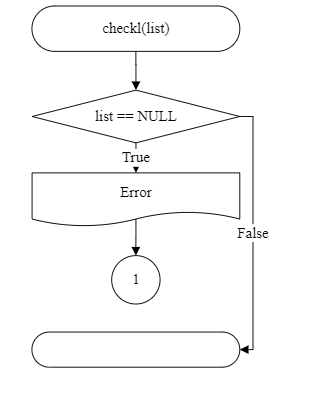 checkl(list)
list == NULL
True
Error
False
1